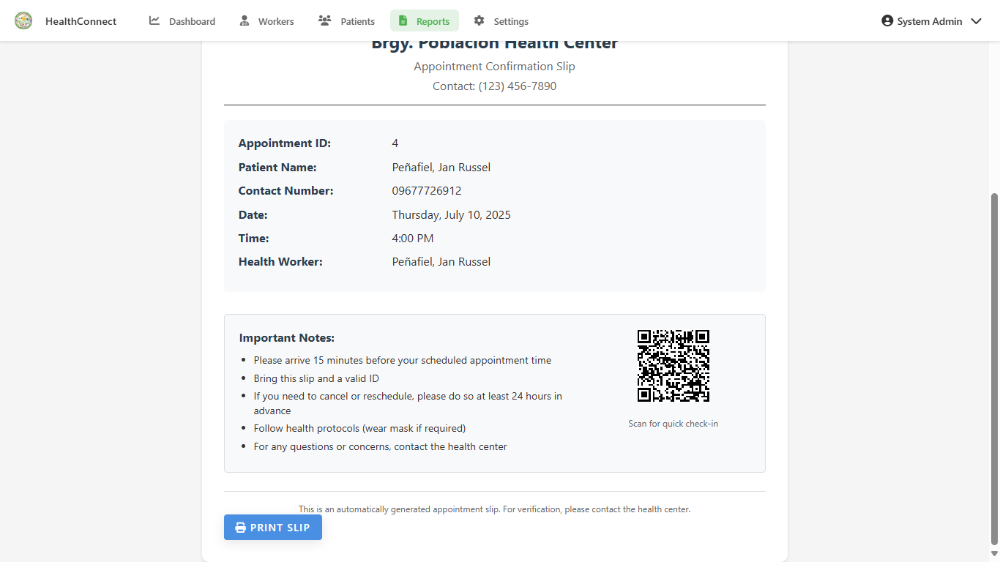 HealthConnect Dashboard Workers Patients Reports Settings System Admin
Brgy. Poblacion Health Center
Appointment Confirmation Slip
Contact: (123) 456-7890
Appointment ID: 4
Patient Name: Peñafiel, Jan Russel
Contact Number: 09677726912
Date: Thursday, July 10, 2025
Time: 4:00 PM
Health Worker: Peñafiel, Jan Russel
Important Notes:
• Please arrive 15 minutes before your scheduled appointment time
• Bring this slip and a valid ID
• If you need to cancel or reschedule, please do so at least 24 hours in
advance
• Follow health protocols (wear mask if required)
• For any questions or concerns, contact the health center
Scan for quick check-in
This is an automatically generated appointment slip. For verification, please contact the health center.
PRINT SLIP